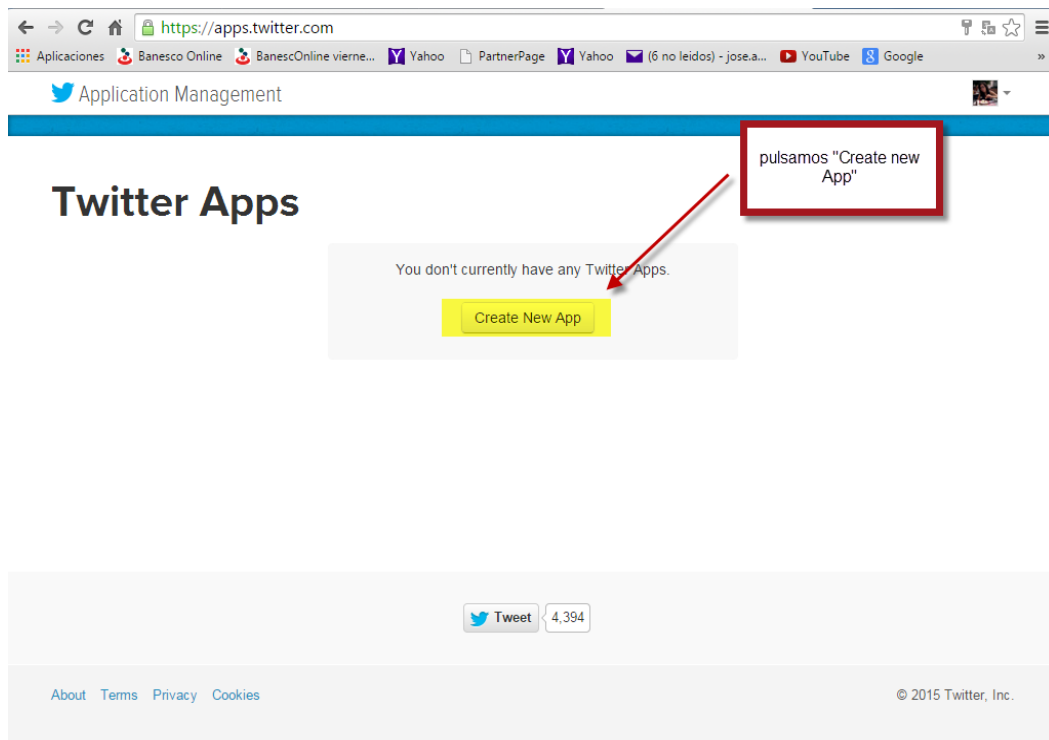 https://apps.twitter.com
Aplicaciones Banesco Online BanescOnline vierne... Yahoo PartnerPage Yahoo (6 no leidos) - jose.a... YouTube Google »
Application Management
pulsamos "Create new
App"
Twitter Apps
You don't currently have any Twitter Apps.
Create New App
Tweet 4,394
About Terms Privacy Cookies © 2015 Twitter, Inc.